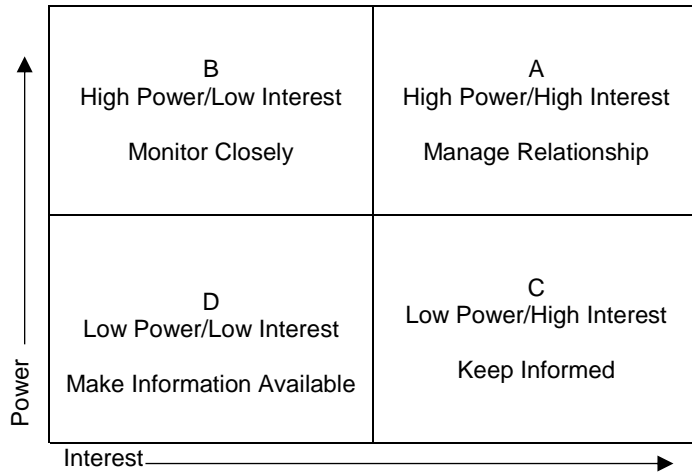 B
High Power/Low Interest
Monitor Closely
A
High Power/High Interest
Manage Relationship
D
Low Power/Low Interest
Make Information Available
C
Low Power/High Interest
Keep Informed
Power
Interest